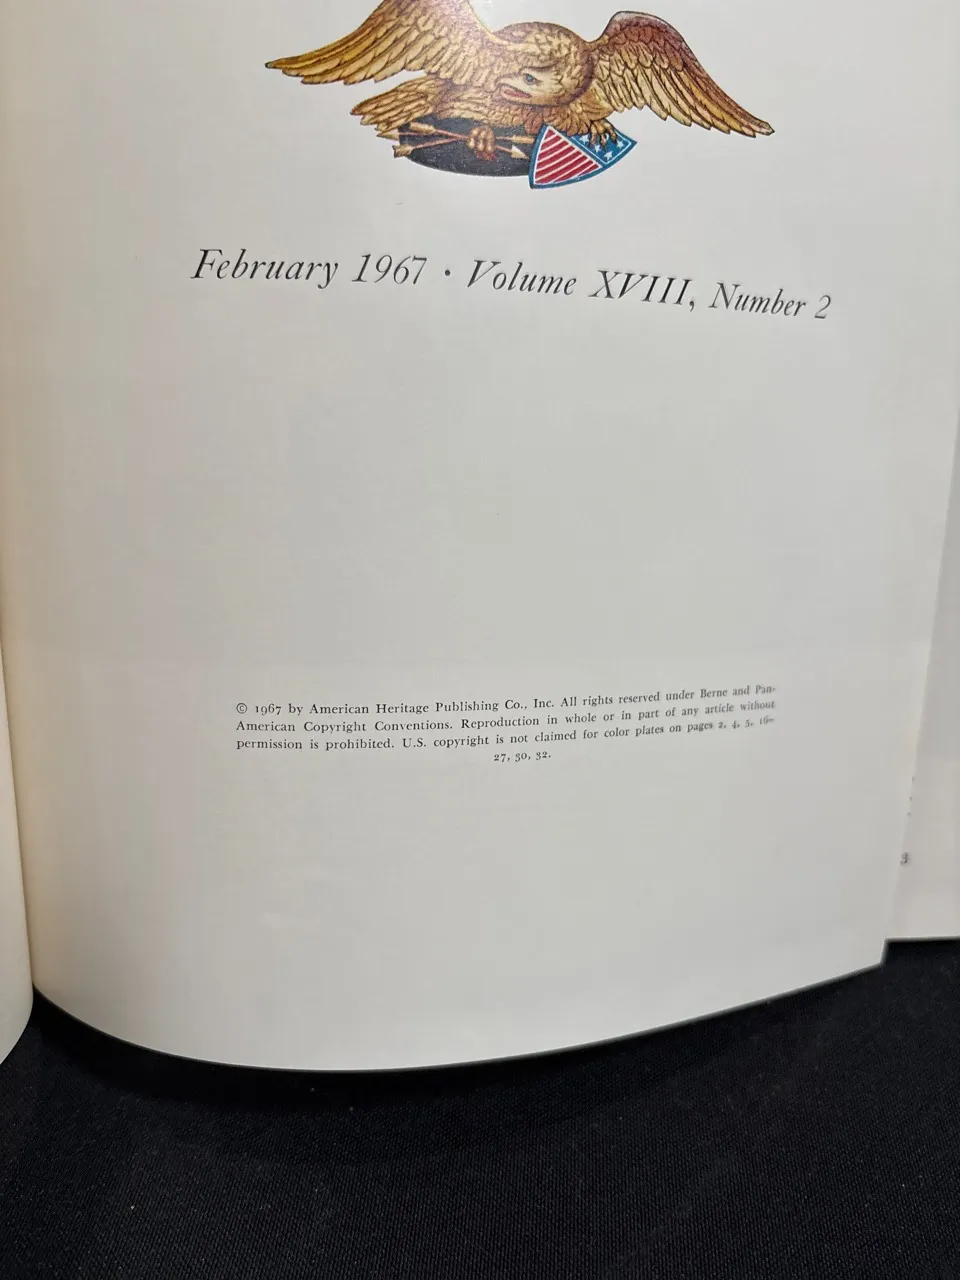 February 1967 · Volume XVIII, Number 2
© 1967 by American Heritage Publishing Co., Inc. All rights reserved under Berne and Pan-
American Copyright Conventions. Reproduction in whole or in part of any article without
permission is prohibited. U.S. copyright is not claimed for color plates on pages 2, 4, 5, 16–
27, 30, 32.